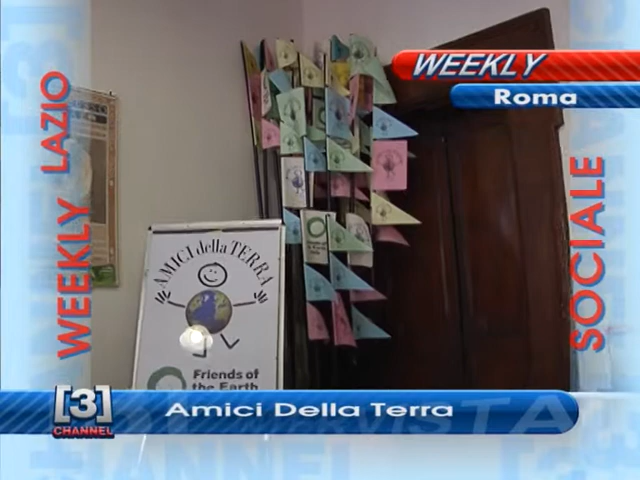 WEEKLY
Roma
WEEKLY LAZIO
SOCIALE
AMICI della TERRA
Friends of
the Earth
[3]
CHANNEL
Amici Della Terra